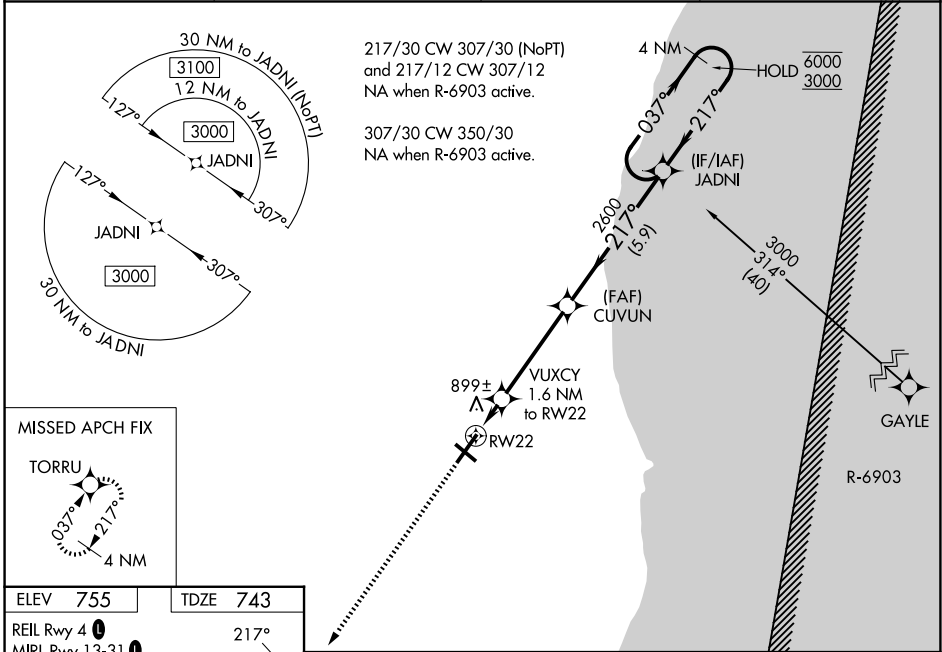 30 NM to JADNI (NoPT)
3100
12 NM to JADNI
3000
127°
JADNI
307°
127°
JADNI
307°
3000
30 NM to JADNI
217/30 CW 307/30 (NoPT)
and 217/12 CW 307/12
NA when R-6903 active.
307/30 CW 350/30
NA when R-6903 active.
4 NM
HOLD
6000
3000
037°
217°
(IF/IAF)
JADNI
2600
217°
(5.9)
3000
314°
(40)
(FAF)
CUVUN
VUXCY
1.6 NM
to RW22
899±
RW22
GAYLE
R-6903
MISSED APCH FIX
TORRU
037°
217°
4 NM
ELEV 755
TDZE 743
REIL Rwy 4 L
MIRL Rwy 13-31 L
217°